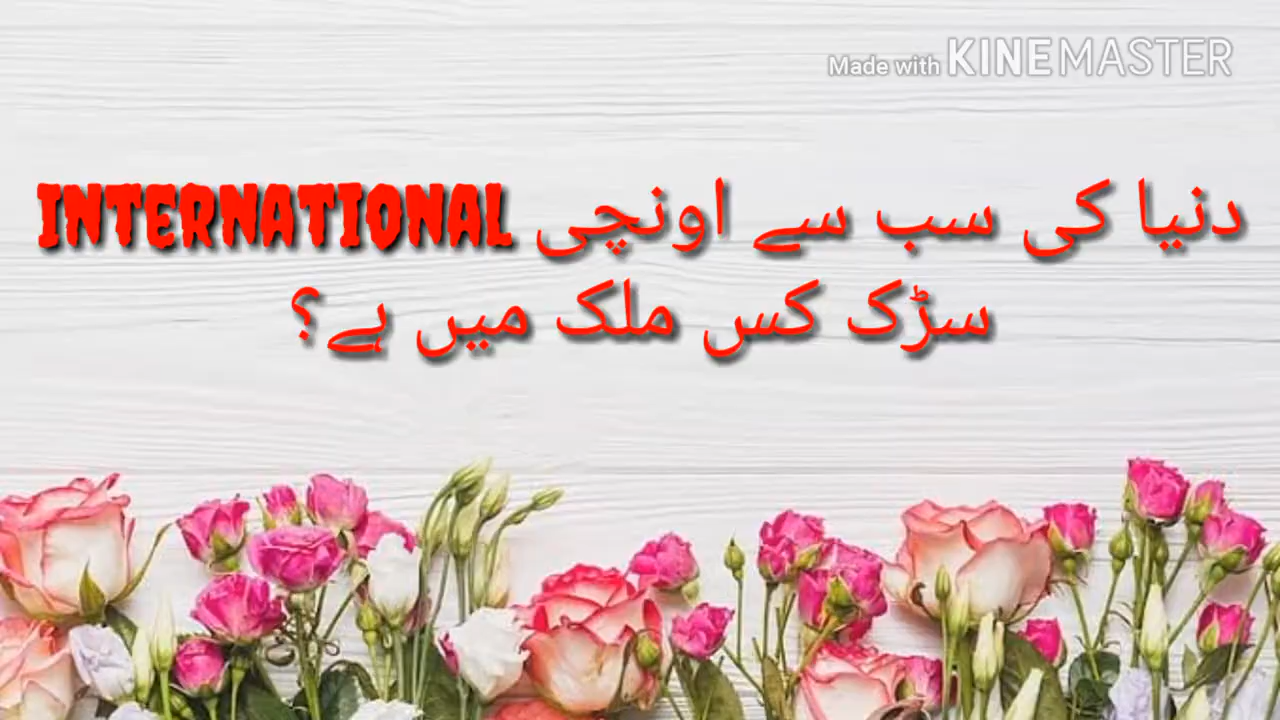 Made with KINEMASTER
دنیا کی سب سے اونچی INTERNATIONAL
سڑک کس ملک میں ہے؟